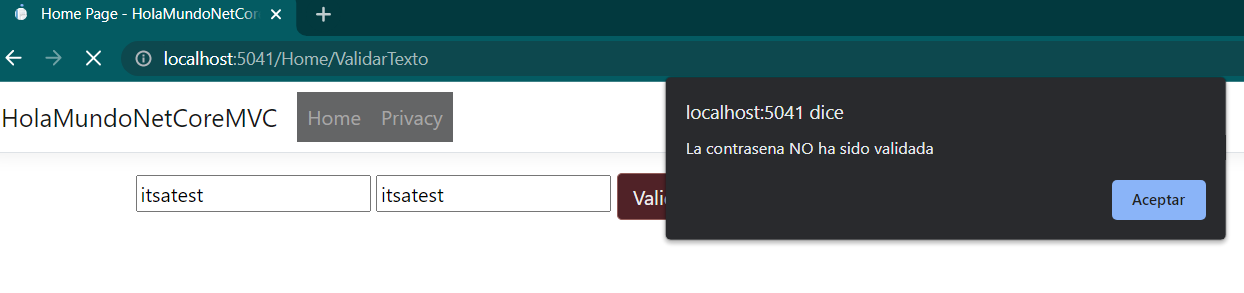 Home Page - HolaMundoNetCor
localhost:5041/Home/ValidarTexto
HolaMundoNetCoreMVC Home Privacy
localhost:5041 dice
La contrasena NO ha sido validada
Aceptar
itsatest itsatest